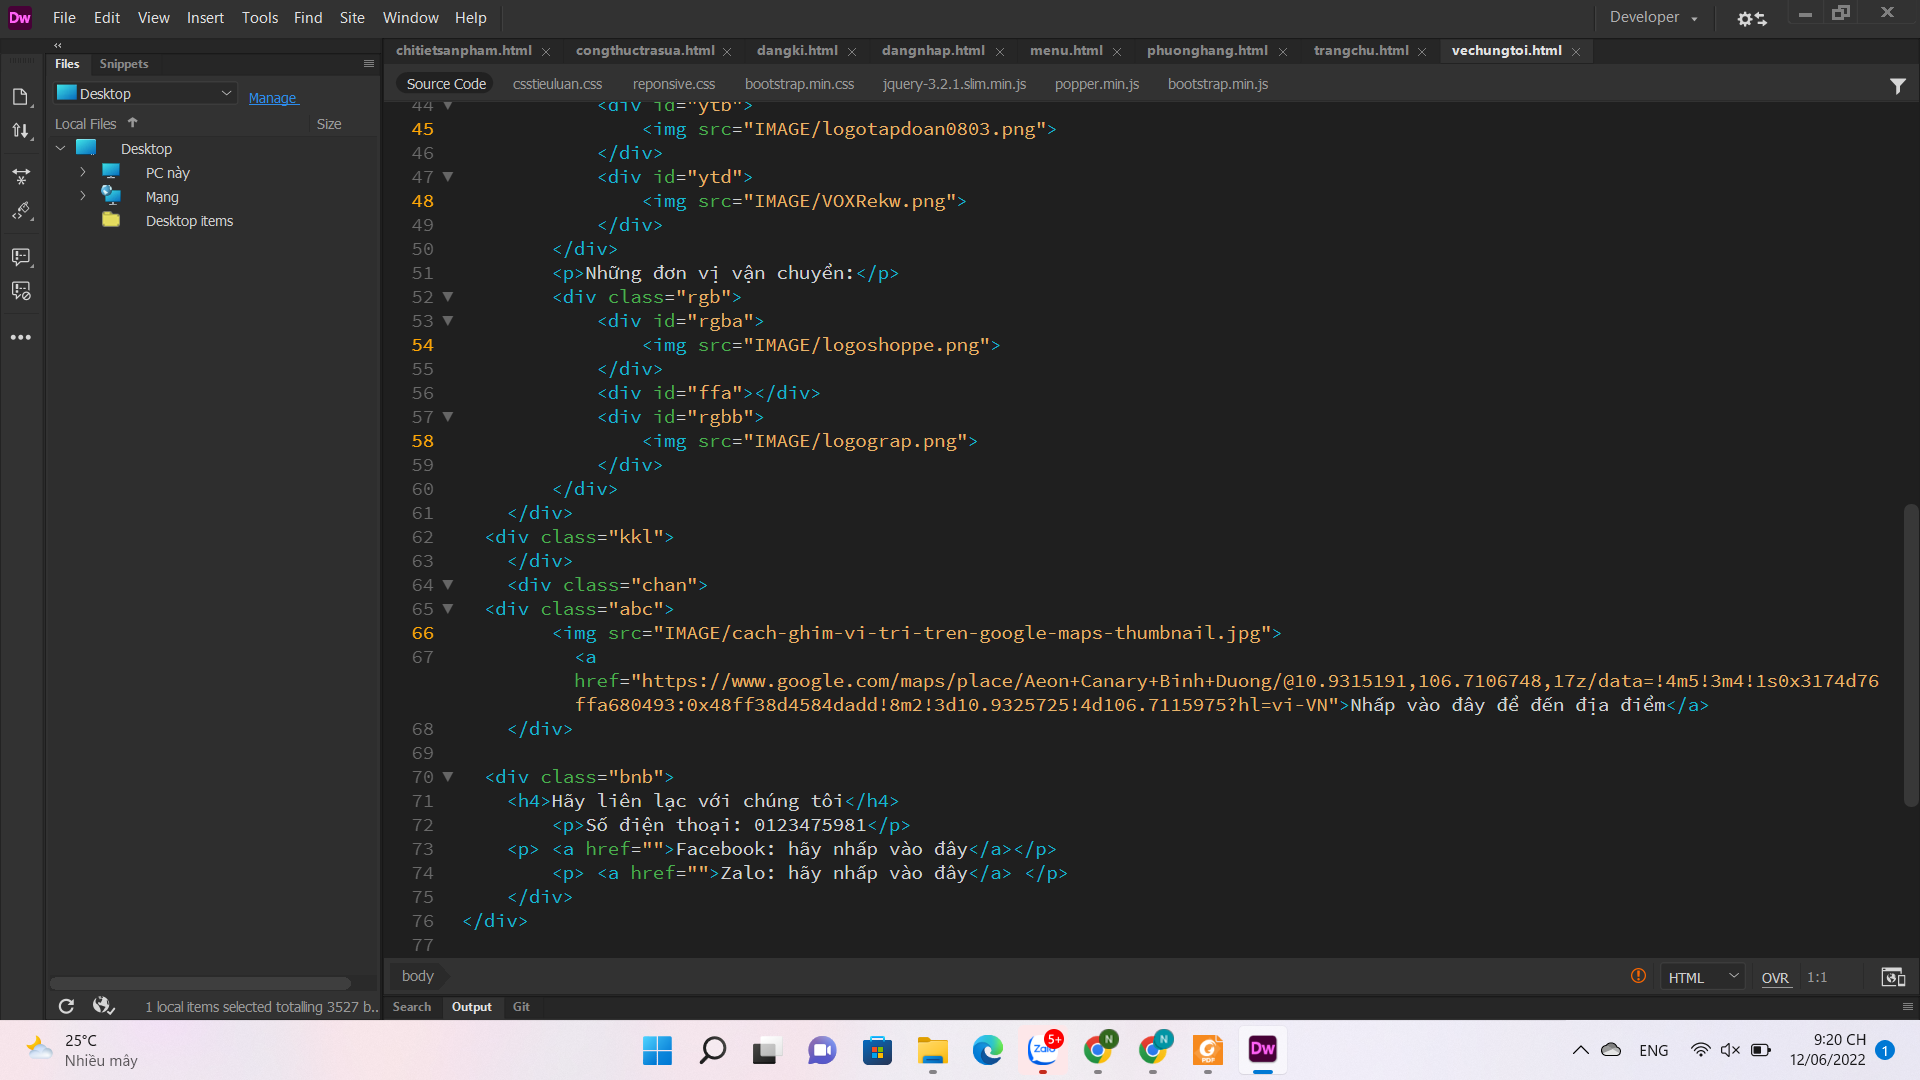 Dw File Edit View Insert Tools Find Site Window Help Developer
Files Snippets
Desktop Manage
Local Files Size
Desktop
PC này
Mạng
Desktop items
1 local items selected totalling 3527 b...
chitietsanpham.html congthuctrasua.html dangki.html dangnhap.html menu.html phuonghang.html trangchu.html vechungtoi.html
Source Code csstieuluan.css reponsive.css bootstrap.min.css jquery-3.2.1.slim.min.js popper.min.js bootstrap.min.js
44 <div id="ytb">
45 <img src="IMAGE/logotapdoan0803.png">
46 </div>
47 <div id="ytd">
48 <img src="IMAGE/VOXRekw.png">
49 </div>
50 </div>
51 <p>Những đơn vị vận chuyển:</p>
52 <div class="rgb">
53 <div id="rgba">
54 <img src="IMAGE/logoshoppe.png">
55 </div>
56 <div id="ffa"></div>
57 <div id="rgbb">
58 <img src="IMAGE/logograp.png">
59 </div>
60 </div>
61 </div>
62 <div class="kkl">
63 </div>
64 <div class="chan">
65 <div class="abc">
66 <img src="IMAGE/cach-ghim-vi-tri-tren-google-maps-thumbnail.jpg">
67 <a
href="https://www.google.com/maps/place/Aeon+Canary+Binh+Duong/@10.9315191,106.7106748,17z/data=!4m5!3m4!1s0x3174d76
ffa680493:0x48ff38d4584dadd!8m2!3d10.9325725!4d106.7115975?hl=vi-VN">Nhấp vào đây để đến địa điểm</a>
68 </div>
69
70 <div class="bnb">
71 <h4>Hãy liên lạc với chúng tôi</h4>
72 <p>Số điện thoại: 0123475981</p>
73 <p> <a href="">Facebook: hãy nhấp vào đây</a></p>
74 <p> <a href="">Zalo: hãy nhấp vào đây</a> </p>
75 </div>
76 </div>
77
body HTML OVR 1:1
Search Output Git
25°C
Nhiều mây
Zalo 5+ N N PDF Dw
ENG
9:20 CH
12/06/2022
1